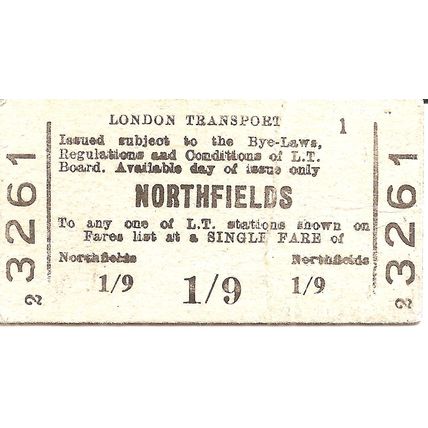 LONDON TRANSPORT
1
Issued subject to the Bye-Laws,
Regulations and Conditions of L.T.
Board. Available day of issue only
NORTHFIELDS
To any one of L.T. stations shown on
Fares list at a SINGLE FARE of
Northfields Northfields
1/9 1/9 1/9
2 3261
2 3261